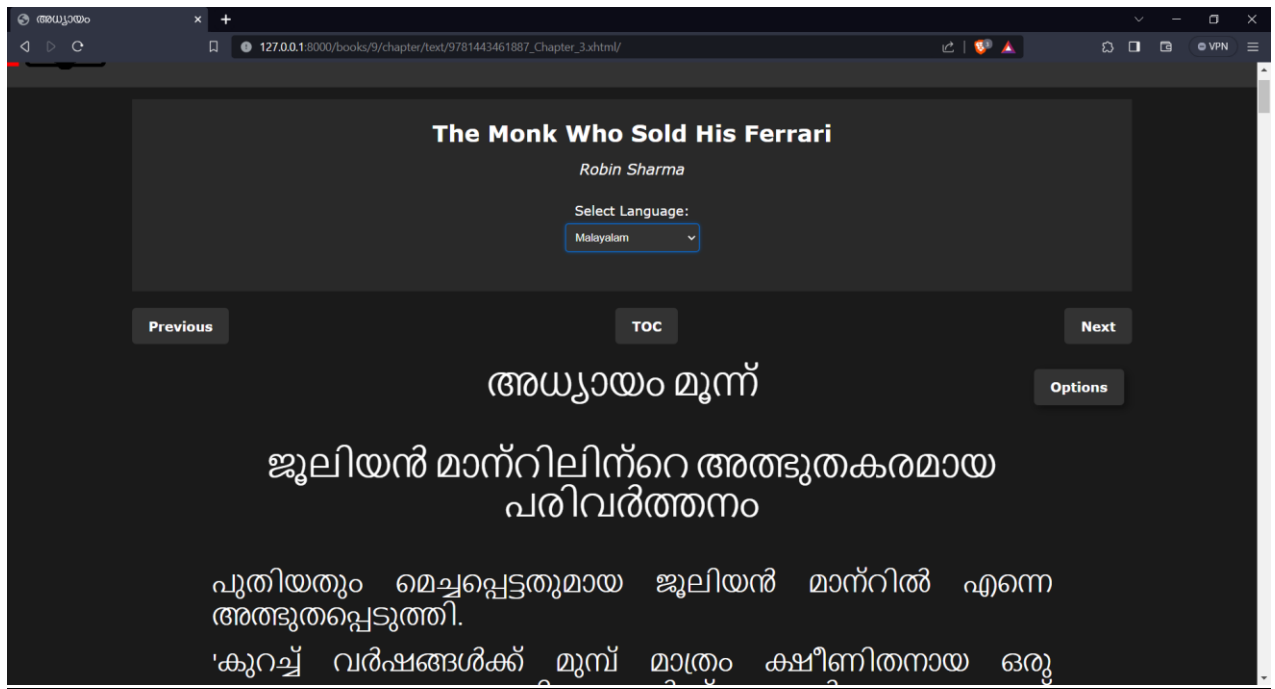 അധ്യായം
127.0.0.1:8000/books/9/chapter/text/9781443461887_Chapter_3.xhtml/
VPN
The Monk Who Sold His Ferrari
Robin Sharma
Select Language:
Malayalam
Previous TOC Next
അധ്യായം മൂന്ന്
Options
ജൂലിയൻ മാന്റിലിന്റെ അത്ഭുതകരമായ
പരിവർത്തനം
പുതിയതും മെച്ചപ്പെട്ടതുമായ ജൂലിയൻ മാന്റിൽ എന്നെ
അത്ഭുതപ്പെടുത്തി.
'കുറച്ച് വർഷങ്ങൾക്ക് മുമ്പ് മാത്രം ക്ഷീണിതനായ ഒരു